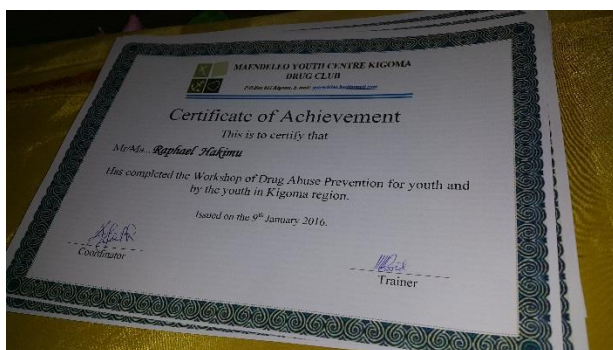 MAENDELEO YOUTH CENTRE KIGOMA
DRUG CLUB
Certificate of Achievement
This is to certify that
Mr/Ms... Raphael Hakimu
Has completed the Workshop of Drug Abuse Prevention for youth and
by the youth in Kigoma region.
Issued on the 9th January 2016.
Coordinator
Trainer